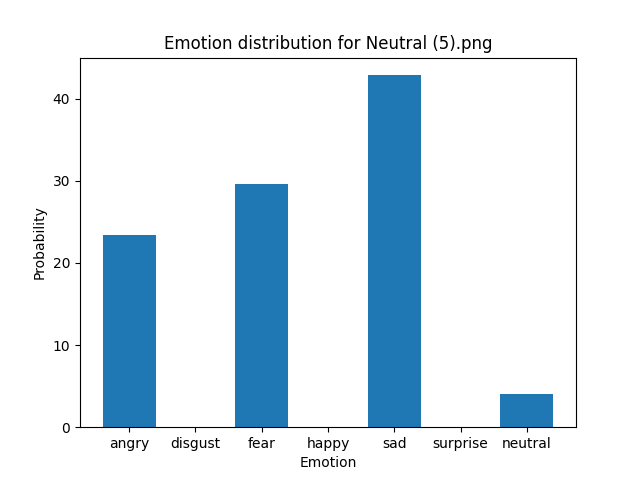 Emotion distribution for Neutral (5).png
Probability
40
30
20
10
0
angry disgust fear happy sad surprise neutral
Emotion